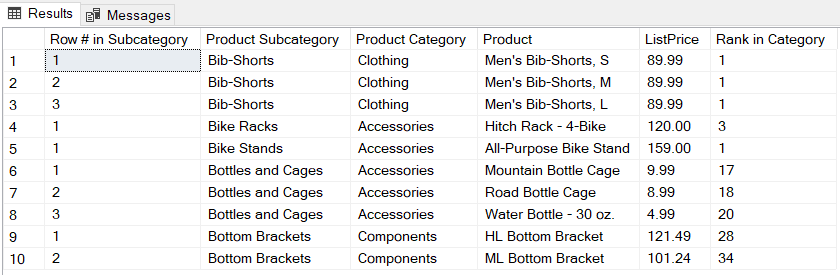 Results Messages
Row # in Subcategory Product Subcategory Product Category Product ListPrice Rank in Category
1 1 Bib-Shorts Clothing Men's Bib-Shorts, S 89.99 1
2 2 Bib-Shorts Clothing Men's Bib-Shorts, M 89.99 1
3 3 Bib-Shorts Clothing Men's Bib-Shorts, L 89.99 1
4 1 Bike Racks Accessories Hitch Rack - 4-Bike 120.00 3
5 1 Bike Stands Accessories All-Purpose Bike Stand 159.00 1
6 1 Bottles and Cages Accessories Mountain Bottle Cage 9.99 17
7 2 Bottles and Cages Accessories Road Bottle Cage 8.99 18
8 3 Bottles and Cages Accessories Water Bottle - 30 oz. 4.99 20
9 1 Bottom Brackets Components HL Bottom Bracket 121.49 28
10 2 Bottom Brackets Components ML Bottom Bracket 101.24 34